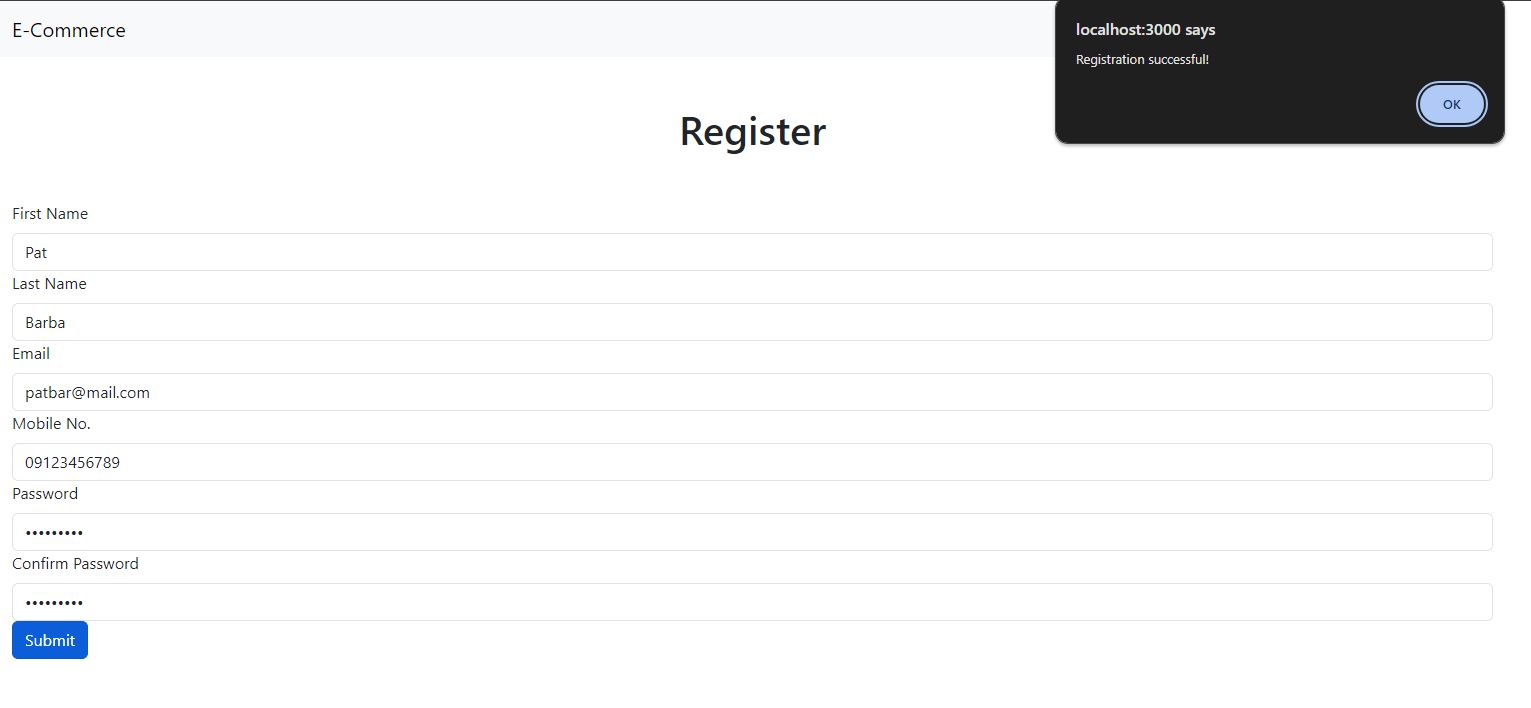 E-Commerce
localhost:3000 says
Registration successful!
OK
Register
First Name
Pat
Last Name
Barba
Email
patbar@mail.com
Mobile No.
09123456789
Password
•••••••••
Confirm Password
•••••••••
Submit